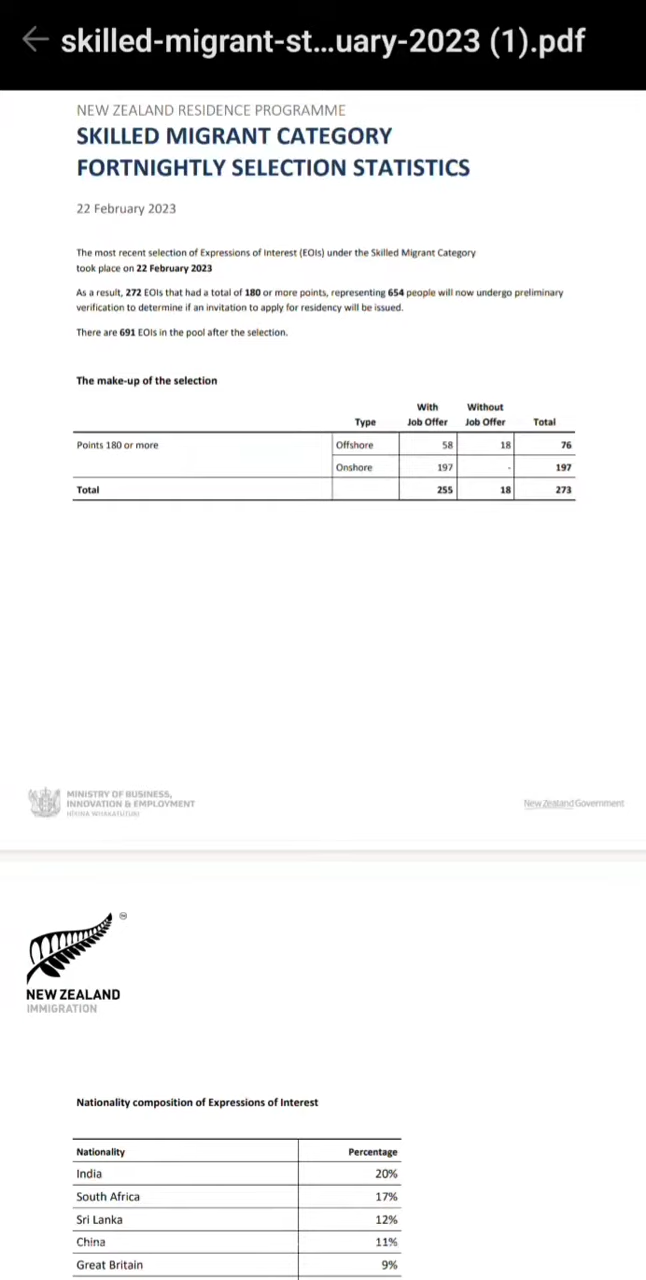 skilled-migrant-st...uary-2023 (1).pdf
NEW ZEALAND RESIDENCE PROGRAMME
SKILLED MIGRANT CATEGORY
FORTNIGHTLY SELECTION STATISTICS
22 February 2023
The most recent selection of Expressions of Interest (EOIs) under the Skilled Migrant Category
took place on 22 February 2023
As a result, 272 EOIs that had a total of 180 or more points, representing 654 people will now undergo preliminary
verification to determine if an invitation to apply for residency will be issued.
There are 691 EOIs in the pool after the selection.
The make-up of the selection
Type With Job Offer Without Job Offer Total
Points 180 or more Offshore 58 18 76
Onshore 197 - 197
Total 255 18 273
MINISTRY OF BUSINESS,
INNOVATION & EMPLOYMENT
HĪKINA WHAKATUTUKI
New Zealand Government
NEW ZEALAND
IMMIGRATION
Nationality composition of Expressions of Interest
Nationality Percentage
India 20%
South Africa 17%
Sri Lanka 12%
China 11%
Great Britain 9%